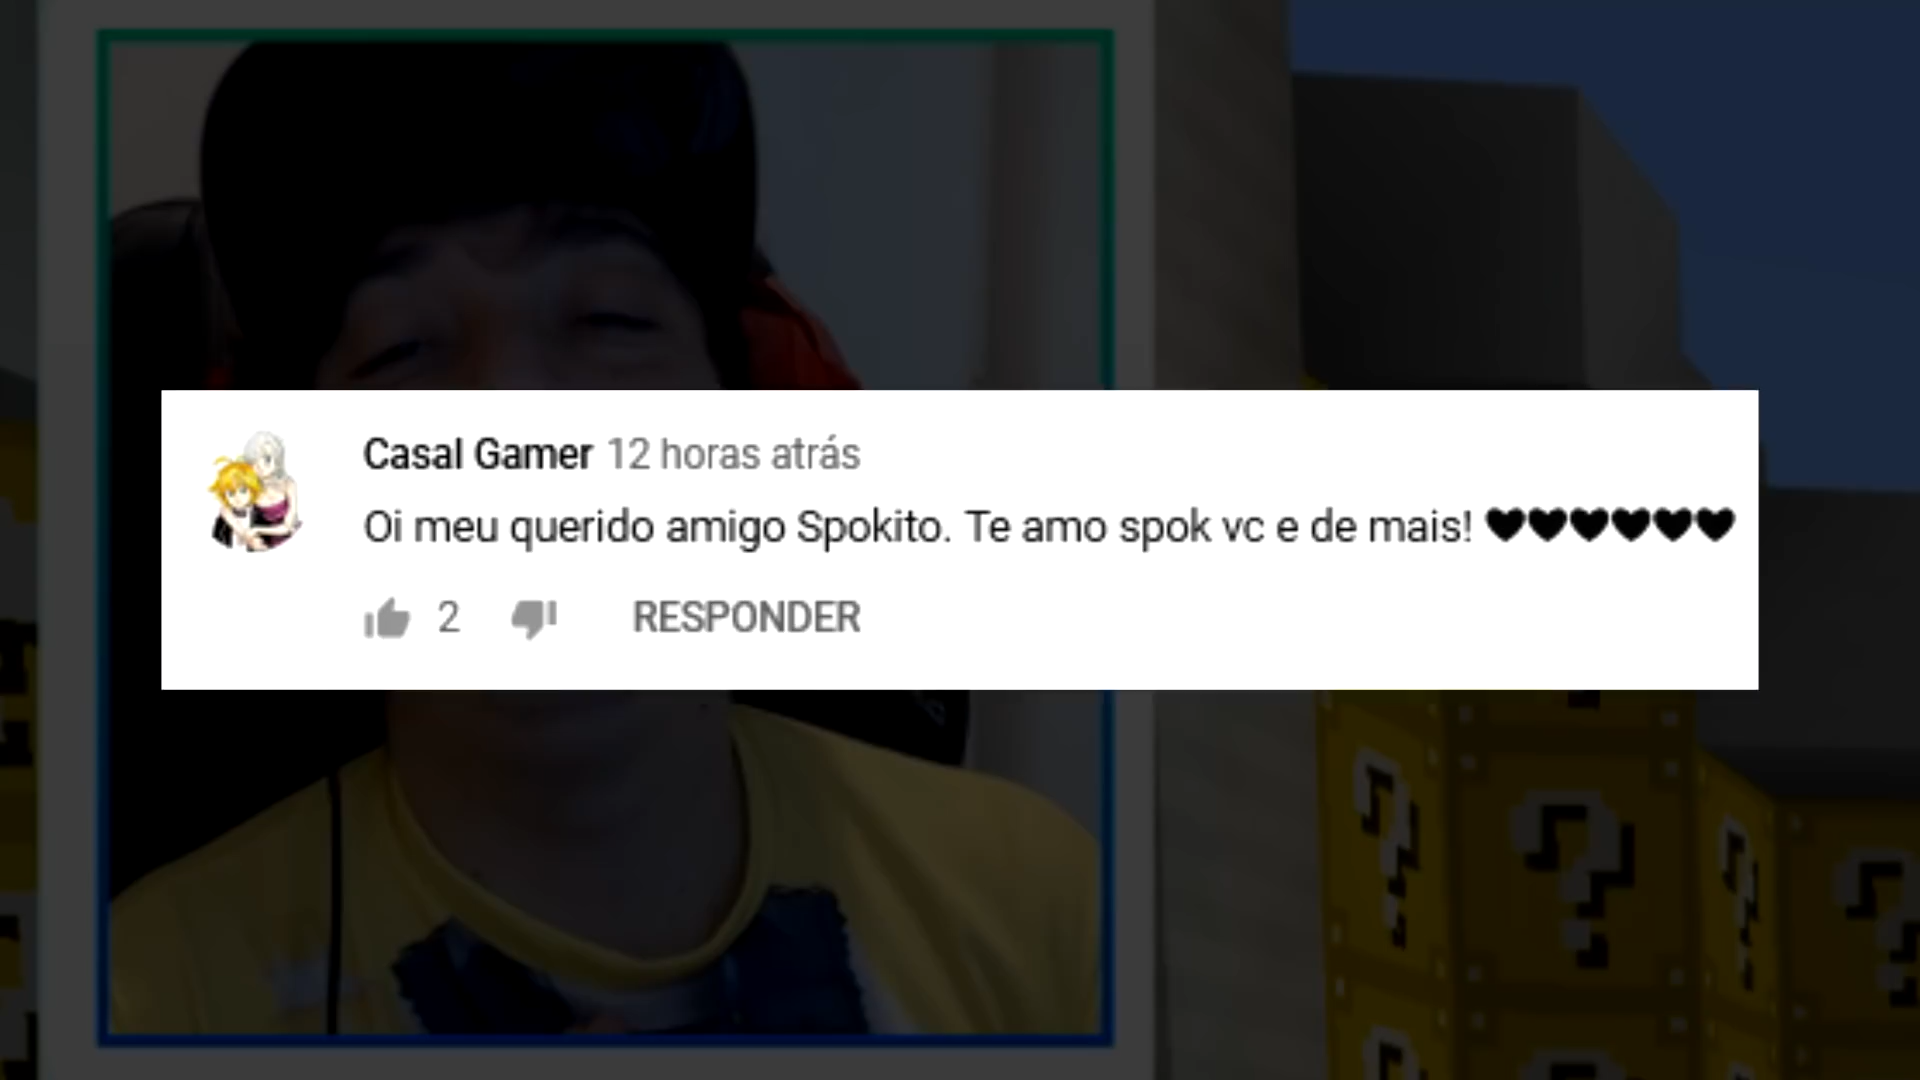 Casal Gamer 12 horas atrás
Oi meu querido amigo Spokito. Te amo spok vc e de mais! 🖤🖤🖤🖤🖤🖤
2 RESPONDER
? ? ? ?
? ?